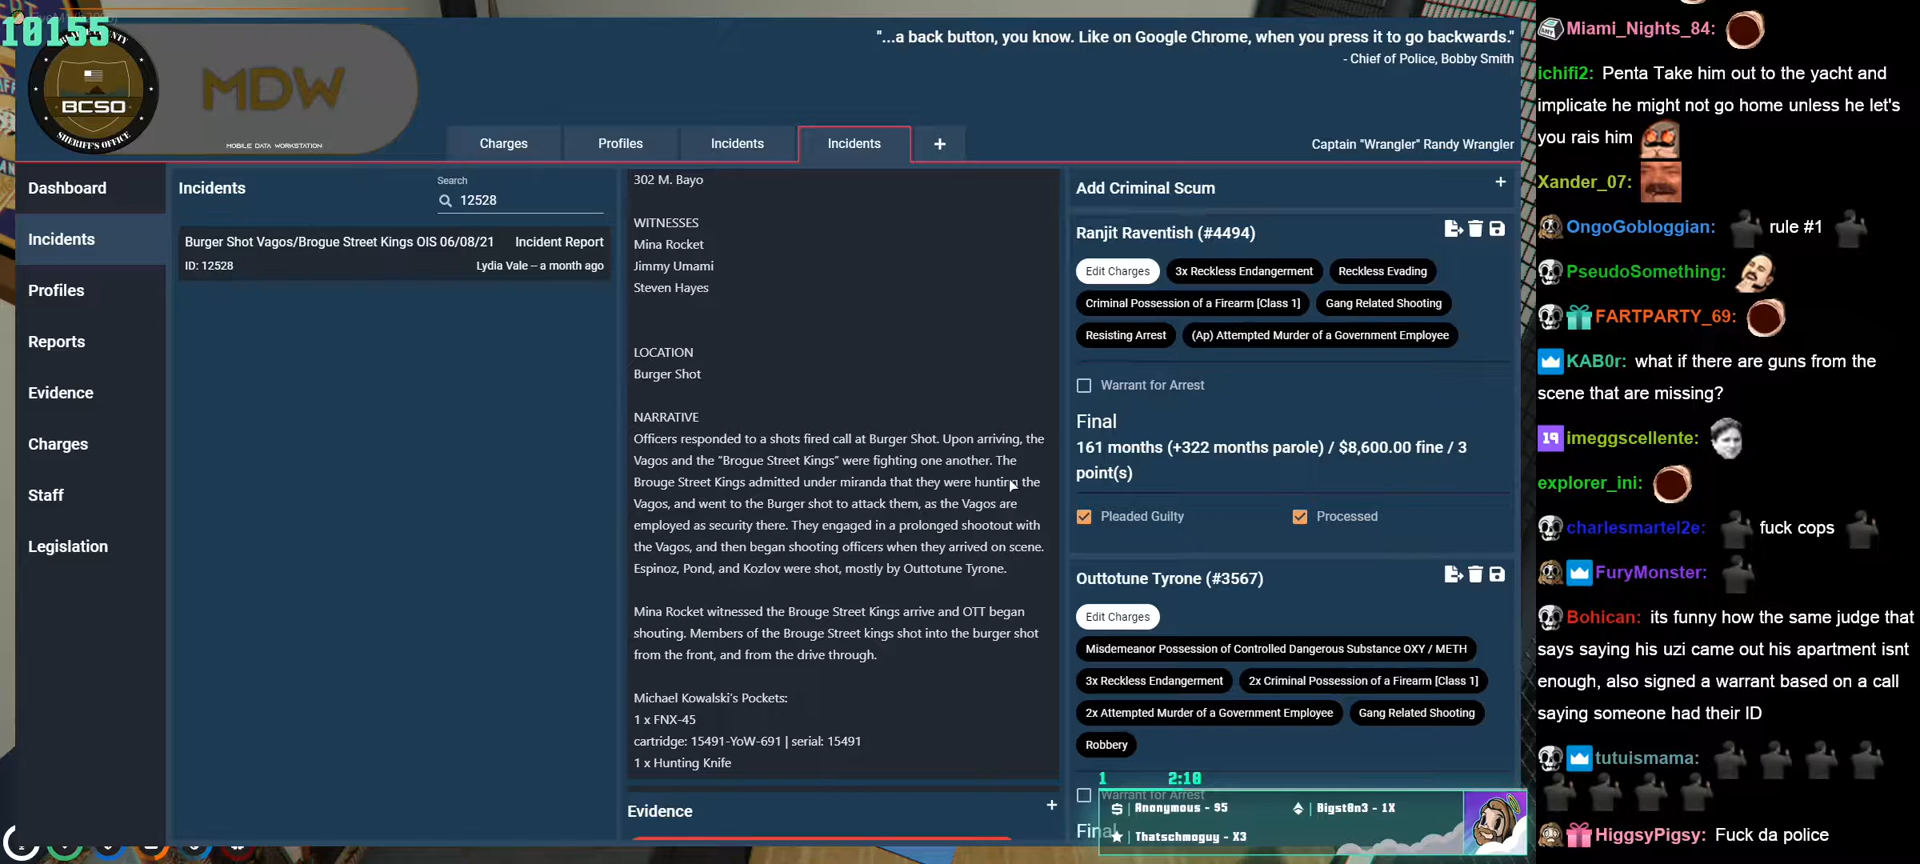 10155
BCSO
SHERIFF'S OFFICE
MDW
MOBILE DATA WORKSTATION
"...a back button, you know. Like on Google Chrome, when you press it to go backwards."
- Chief of Police, Bobby Smith
Charges
Profiles
Incidents
Incidents
+
Captain "Wrangler" Randy Wrangler
Dashboard
Incidents
Profiles
Reports
Evidence
Charges
Staff
Legislation
Incidents
Search
12528
Burger Shot Vagos/Brogue Street Kings OIS 06/08/21 Incident Report
ID: 12528 Lydia Vale – a month ago
302 M. Bayo
WITNESSES
Mina Rocket
Jimmy Umami
Steven Hayes
LOCATION
Burger Shot
NARRATIVE
Officers responded to a shots fired call at Burger Shot. Upon arriving, the
Vagos and the “Brogue Street Kings” were fighting one another. The
Brouge Street Kings admitted under miranda that they were hunting the
Vagos, and went to the Burger shot to attack them, as the Vagos are
employed as security there. They engaged in a prolonged shootout with
the Vagos, and then began shooting officers when they arrived on scene.
Espinoz, Pond, and Kozlov were shot, mostly by Outtotune Tyrone.
Mina Rocket witnessed the Brouge Street Kings arrive and OTT began
shouting. Members of the Brouge Street kings shot into the burger shot
from the front, and from the drive through.
Michael Kowalski's Pockets:
1 x FNX-45
cartridge: 15491-YoW-691 | serial: 15491
1 x Hunting Knife
Evidence +
Add Criminal Scum +
Ranjit Raventish (#4494)
Edit Charges 3x Reckless Endangerment Reckless Evading
Criminal Possession of a Firearm [Class 1] Gang Related Shooting
Resisting Arrest (Ap) Attempted Murder of a Government Employee
Warrant for Arrest
Final
161 months (+322 months parole) / $8,600.00 fine / 3
point(s)
Pleaded Guilty Processed
Outtotune Tyrone (#3567)
Edit Charges
Misdemeanor Possession of Controlled Dangerous Substance OXY / METH
3x Reckless Endangerment 2x Criminal Possession of a Firearm [Class 1]
2x Attempted Murder of a Government Employee Gang Related Shooting
Robbery
1 2:10
Warrant for Arrest
Final
Anonymous - 95 Bigst0n3 - 1X
Thatschmoguy - X3
Miami_Nights_84:
ichifi2: Penta Take him out to the yacht and
implicate he might not go home unless he let's
you rais him
Xander_07:
OngoGobloggian: rule #1
PseudoSomething:
FARTPARTY_69:
KAB0r: what if there are guns from the
scene that are missing?
19 imeggscellente:
explorer_ini:
charlesmartel2e: fuck cops
FuryMonster:
Bohican: its funny how the same judge that
says saying his uzi came out his apartment isnt
enough, also signed a warrant based on a call
saying someone had their ID
tutuismama:
HiggsyPigsy: Fuck da police